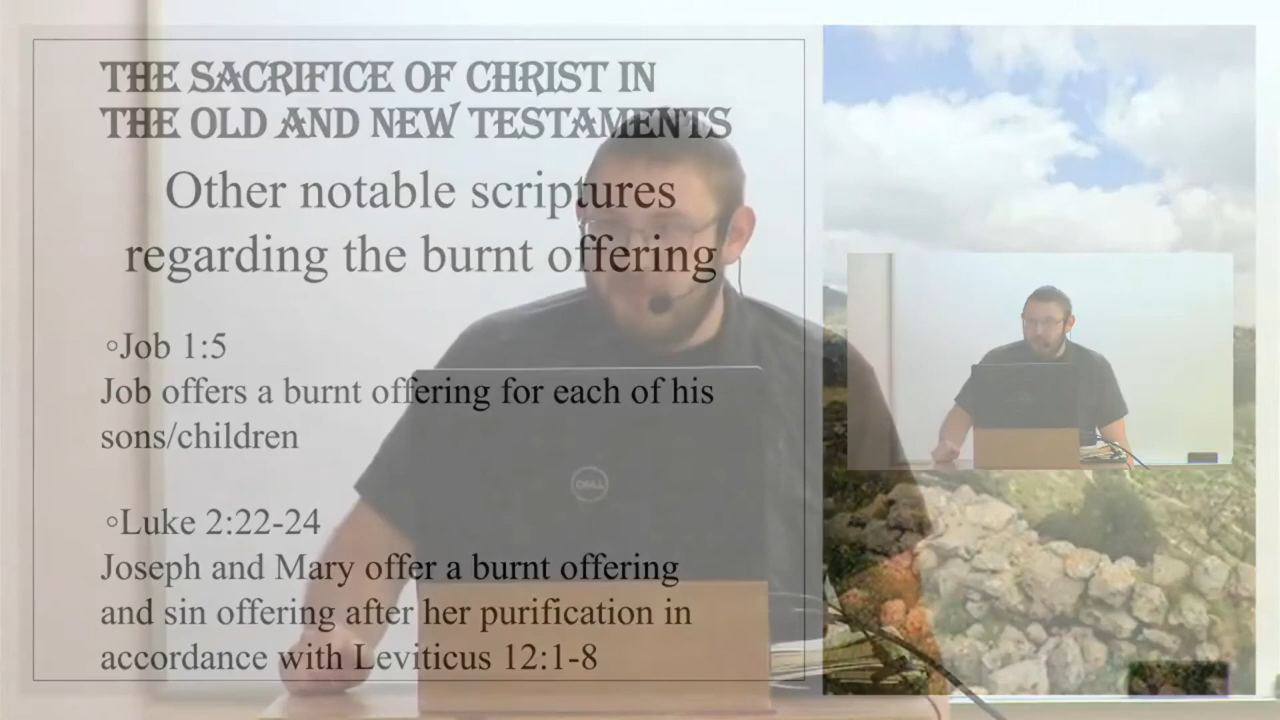 THE SACRIFICE OF CHRIST IN
THE OLD AND NEW TESTAMENTS
Other notable scriptures
regarding the burnt offering
◦Job 1:5
Job offers a burnt offering for each of his
sons/children
◦Luke 2:22-24
Joseph and Mary offer a burnt offering
and sin offering after her purification in
accordance with Leviticus 12:1-8
DELL